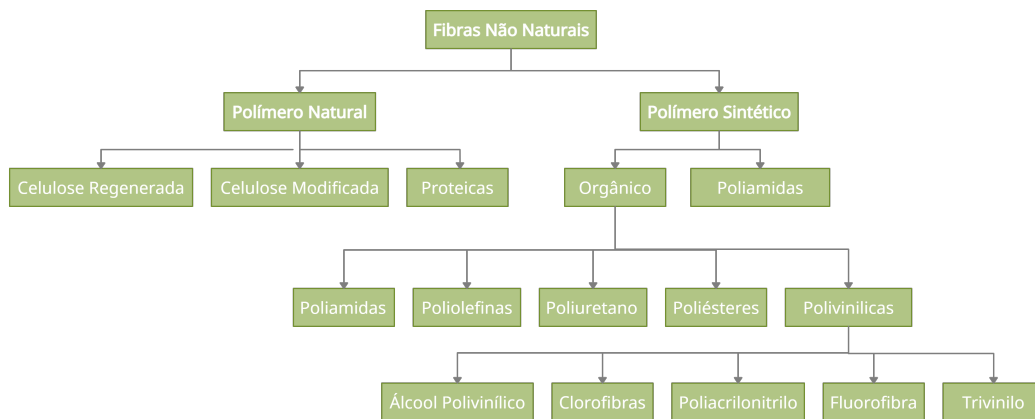 Fibras Não Naturais
Polímero Natural
Polímero Sintético
Celulose Regenerada
Celulose Modificada
Proteicas
Orgânico
Poliamidas
Poliamidas
Poliolefinas
Poliuretano
Poliésteres
Polivinilicas
Álcool Polivinílico
Clorofibras
Poliacrilonitrilo
Fluorofibra
Trivinilo